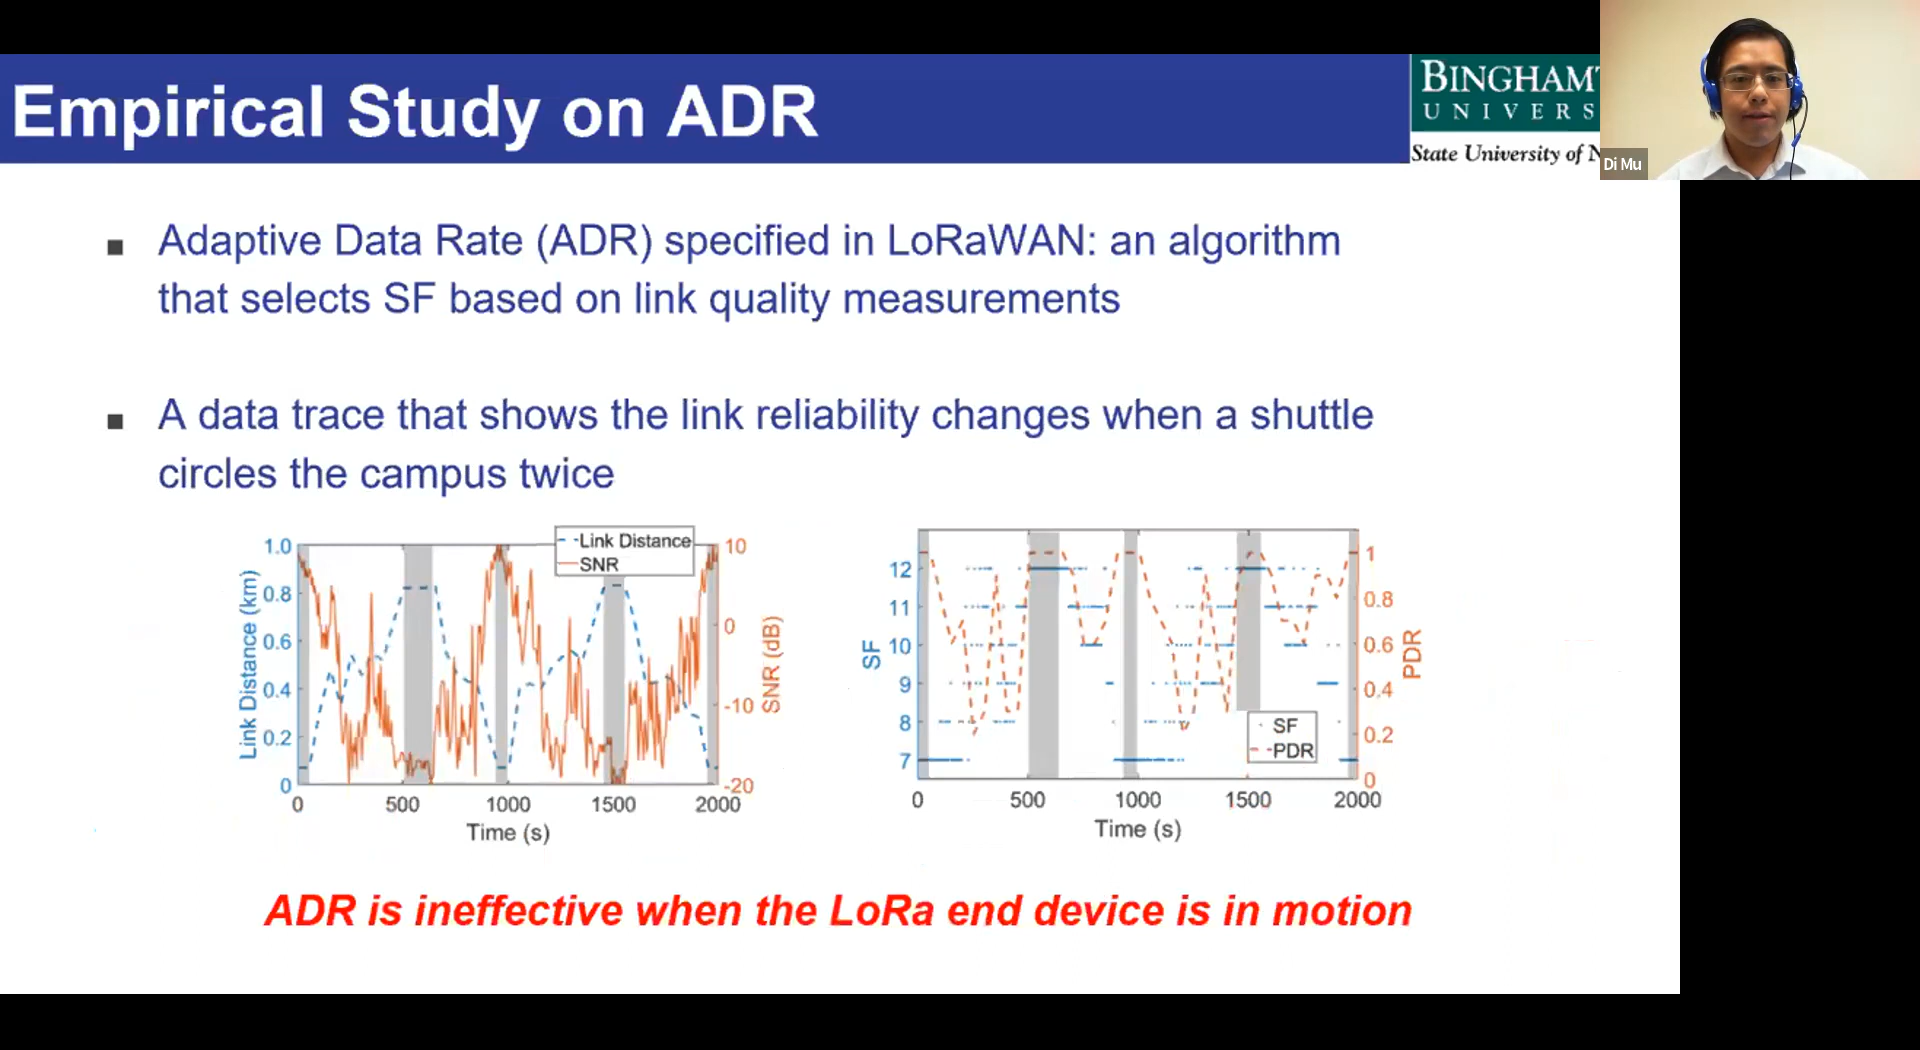 Empirical Study on ADR
BINGHAMT
UNIVERS
State University of N
Di Mu
Adaptive Data Rate (ADR) specified in LoRaWAN: an algorithm
that selects SF based on link quality measurements
A data trace that shows the link reliability changes when a shuttle
circles the campus twice
Link Distance
SNR
Link Distance (km)
1.0
0.8
0.6
0.4
0.2
0
10
0
-10
-20
SNR (dB)
0 500 1000 1500 2000
Time (s)
SF
12
11
10
9
8
7
1
0.8
0.6
0.4
0.2
0
PDR
SF
PDR
0 500 1000 1500 2000
Time (s)
ADR is ineffective when the LoRa end device is in motion